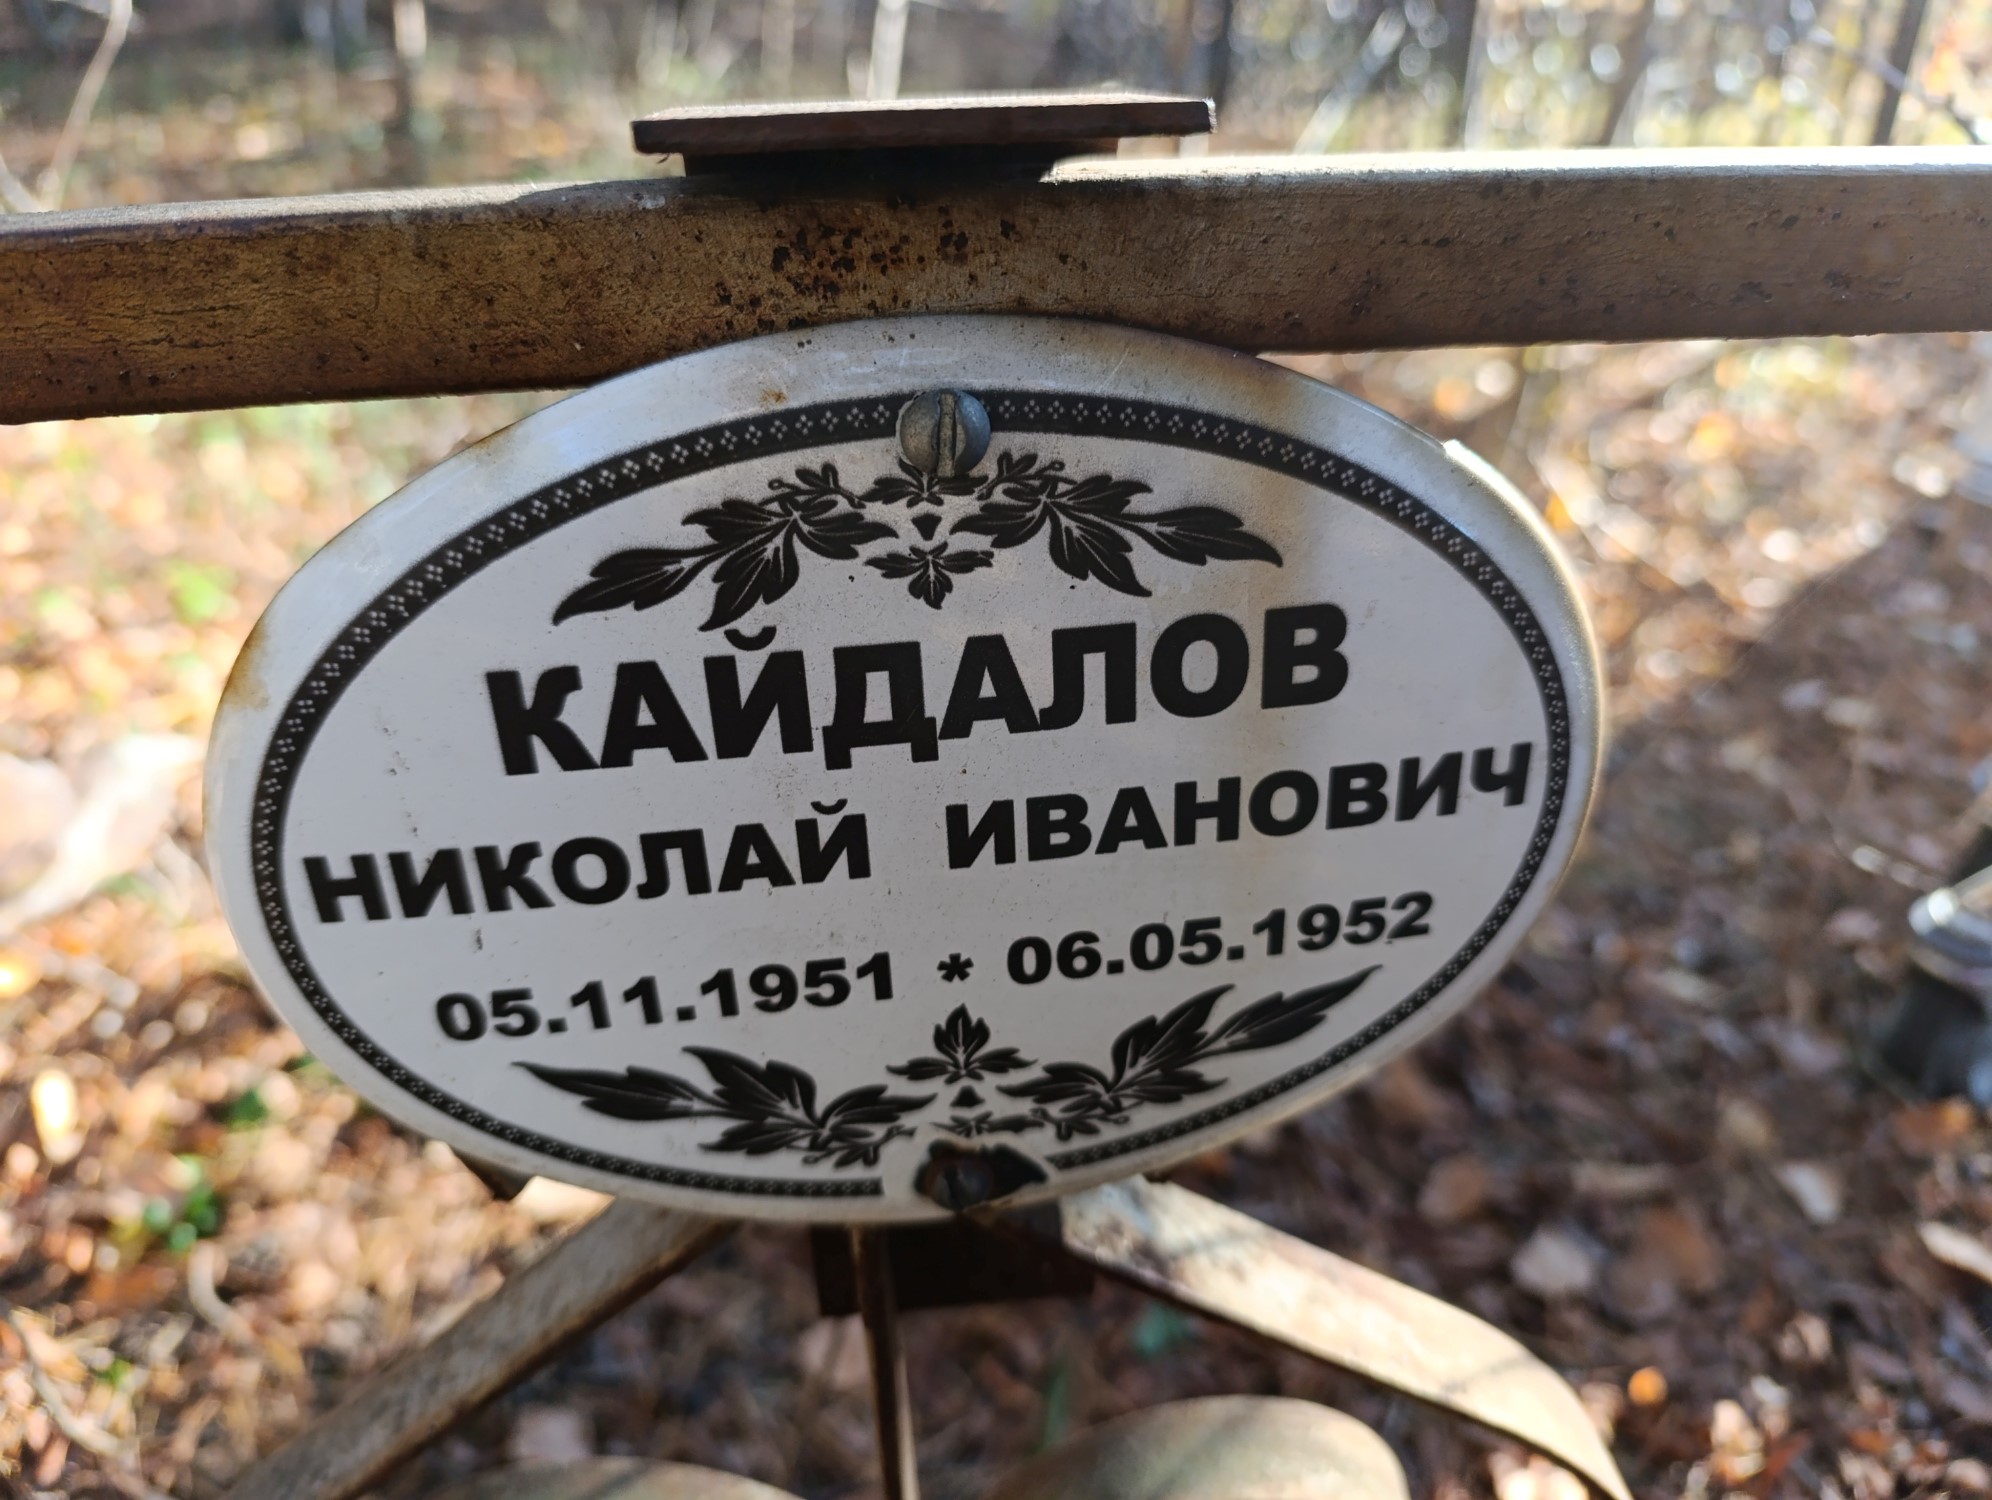 КАЙДАЛОВ
НИКОЛАЙ ИВАНОВИЧ
05.11.1951 * 06.05.1952